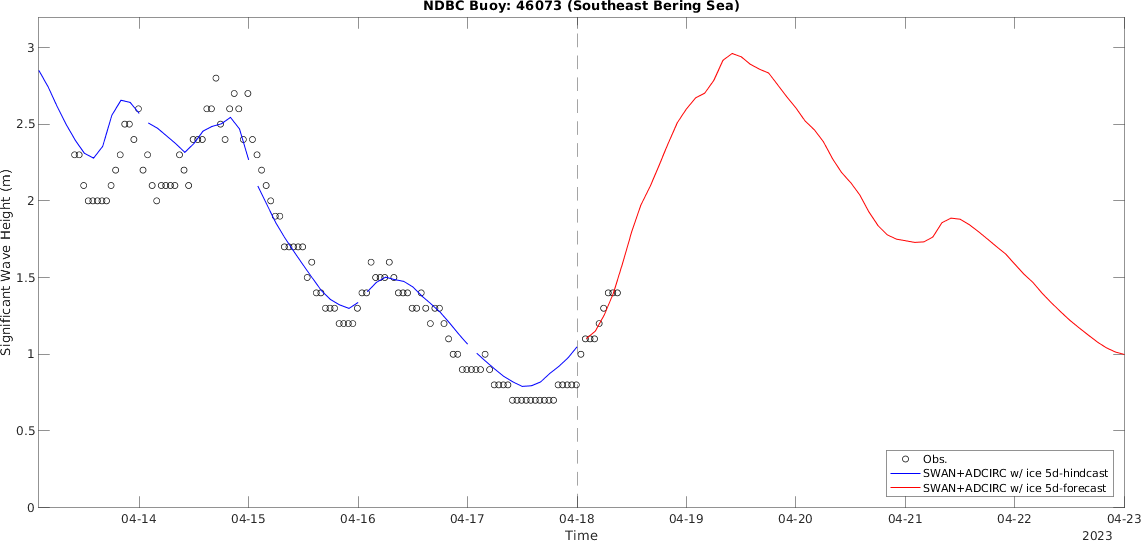 NDBC Buoy: 46073 (Southeast Bering Sea)
Significant Wave Height (m)
3
2.5
2
1.5
1
0.5
0
Obs.
SWAN+ADCIRC w/ ice 5d-hindcast
SWAN+ADCIRC w/ ice 5d-forecast
04-14 04-15 04-16 04-17 04-18 04-19 04-20 04-21 04-22 04-23
Time
2023